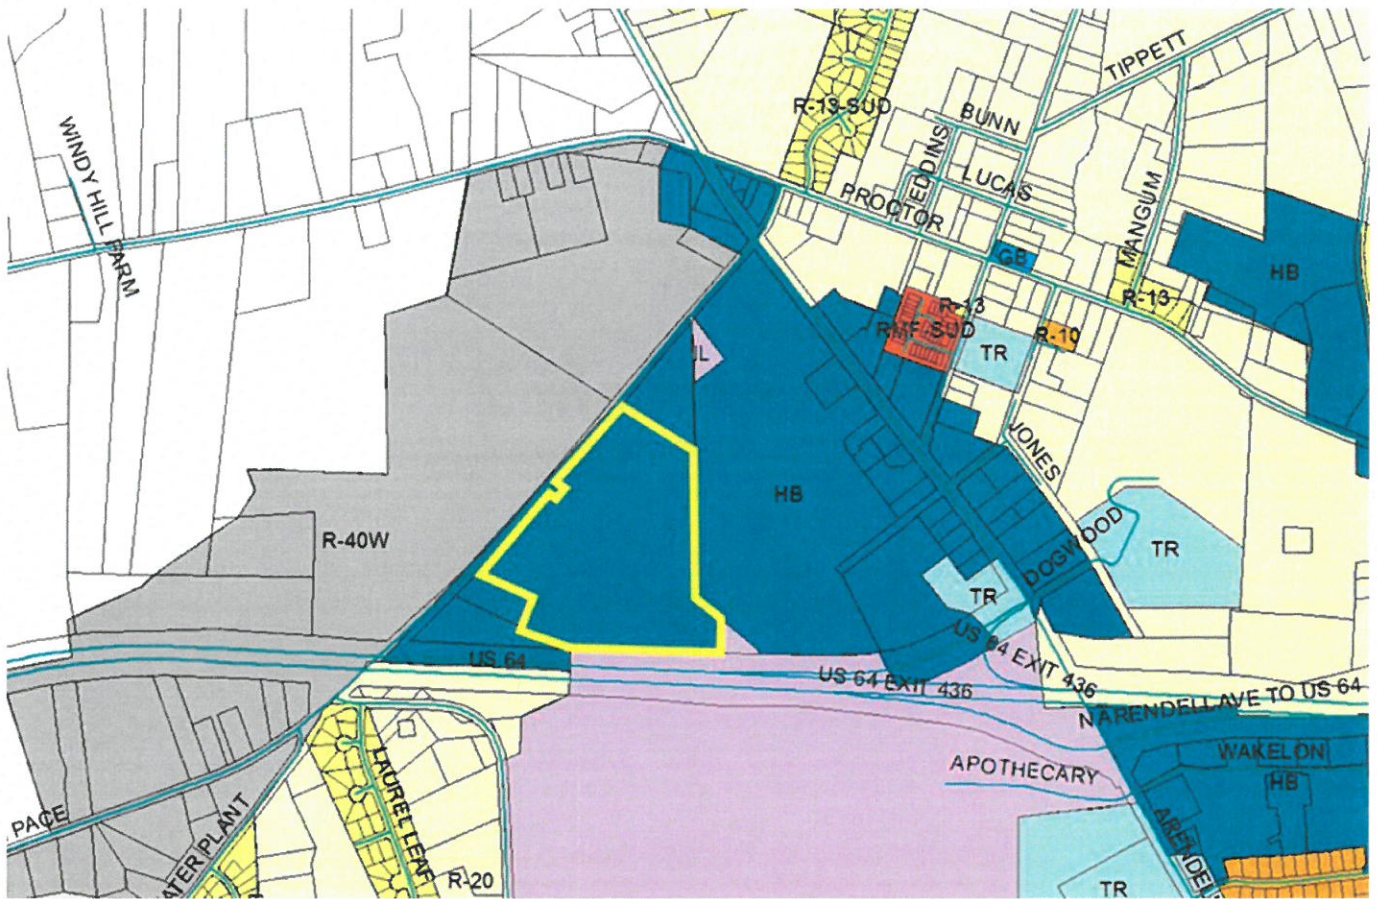 TIPPETT
R-13-SUD
BUNN
WINDY HILL FARM
EDDINS
LUCAS
PROCTOR
MANGUM
GB
HB
R-13
R-13
RMF-SUD
R-10
IL
TR
JONES
HB
R-40W
DOGWOOD
TR
TR
US 64
US 64 EXIT 436
US 64 EXIT 436
N ARENDELL AVE TO US 64
WAKELON
APOTHECARY
HB
LAUREL LEAF
PACE
ATER PLANT
ARENDEL
R-20
TR